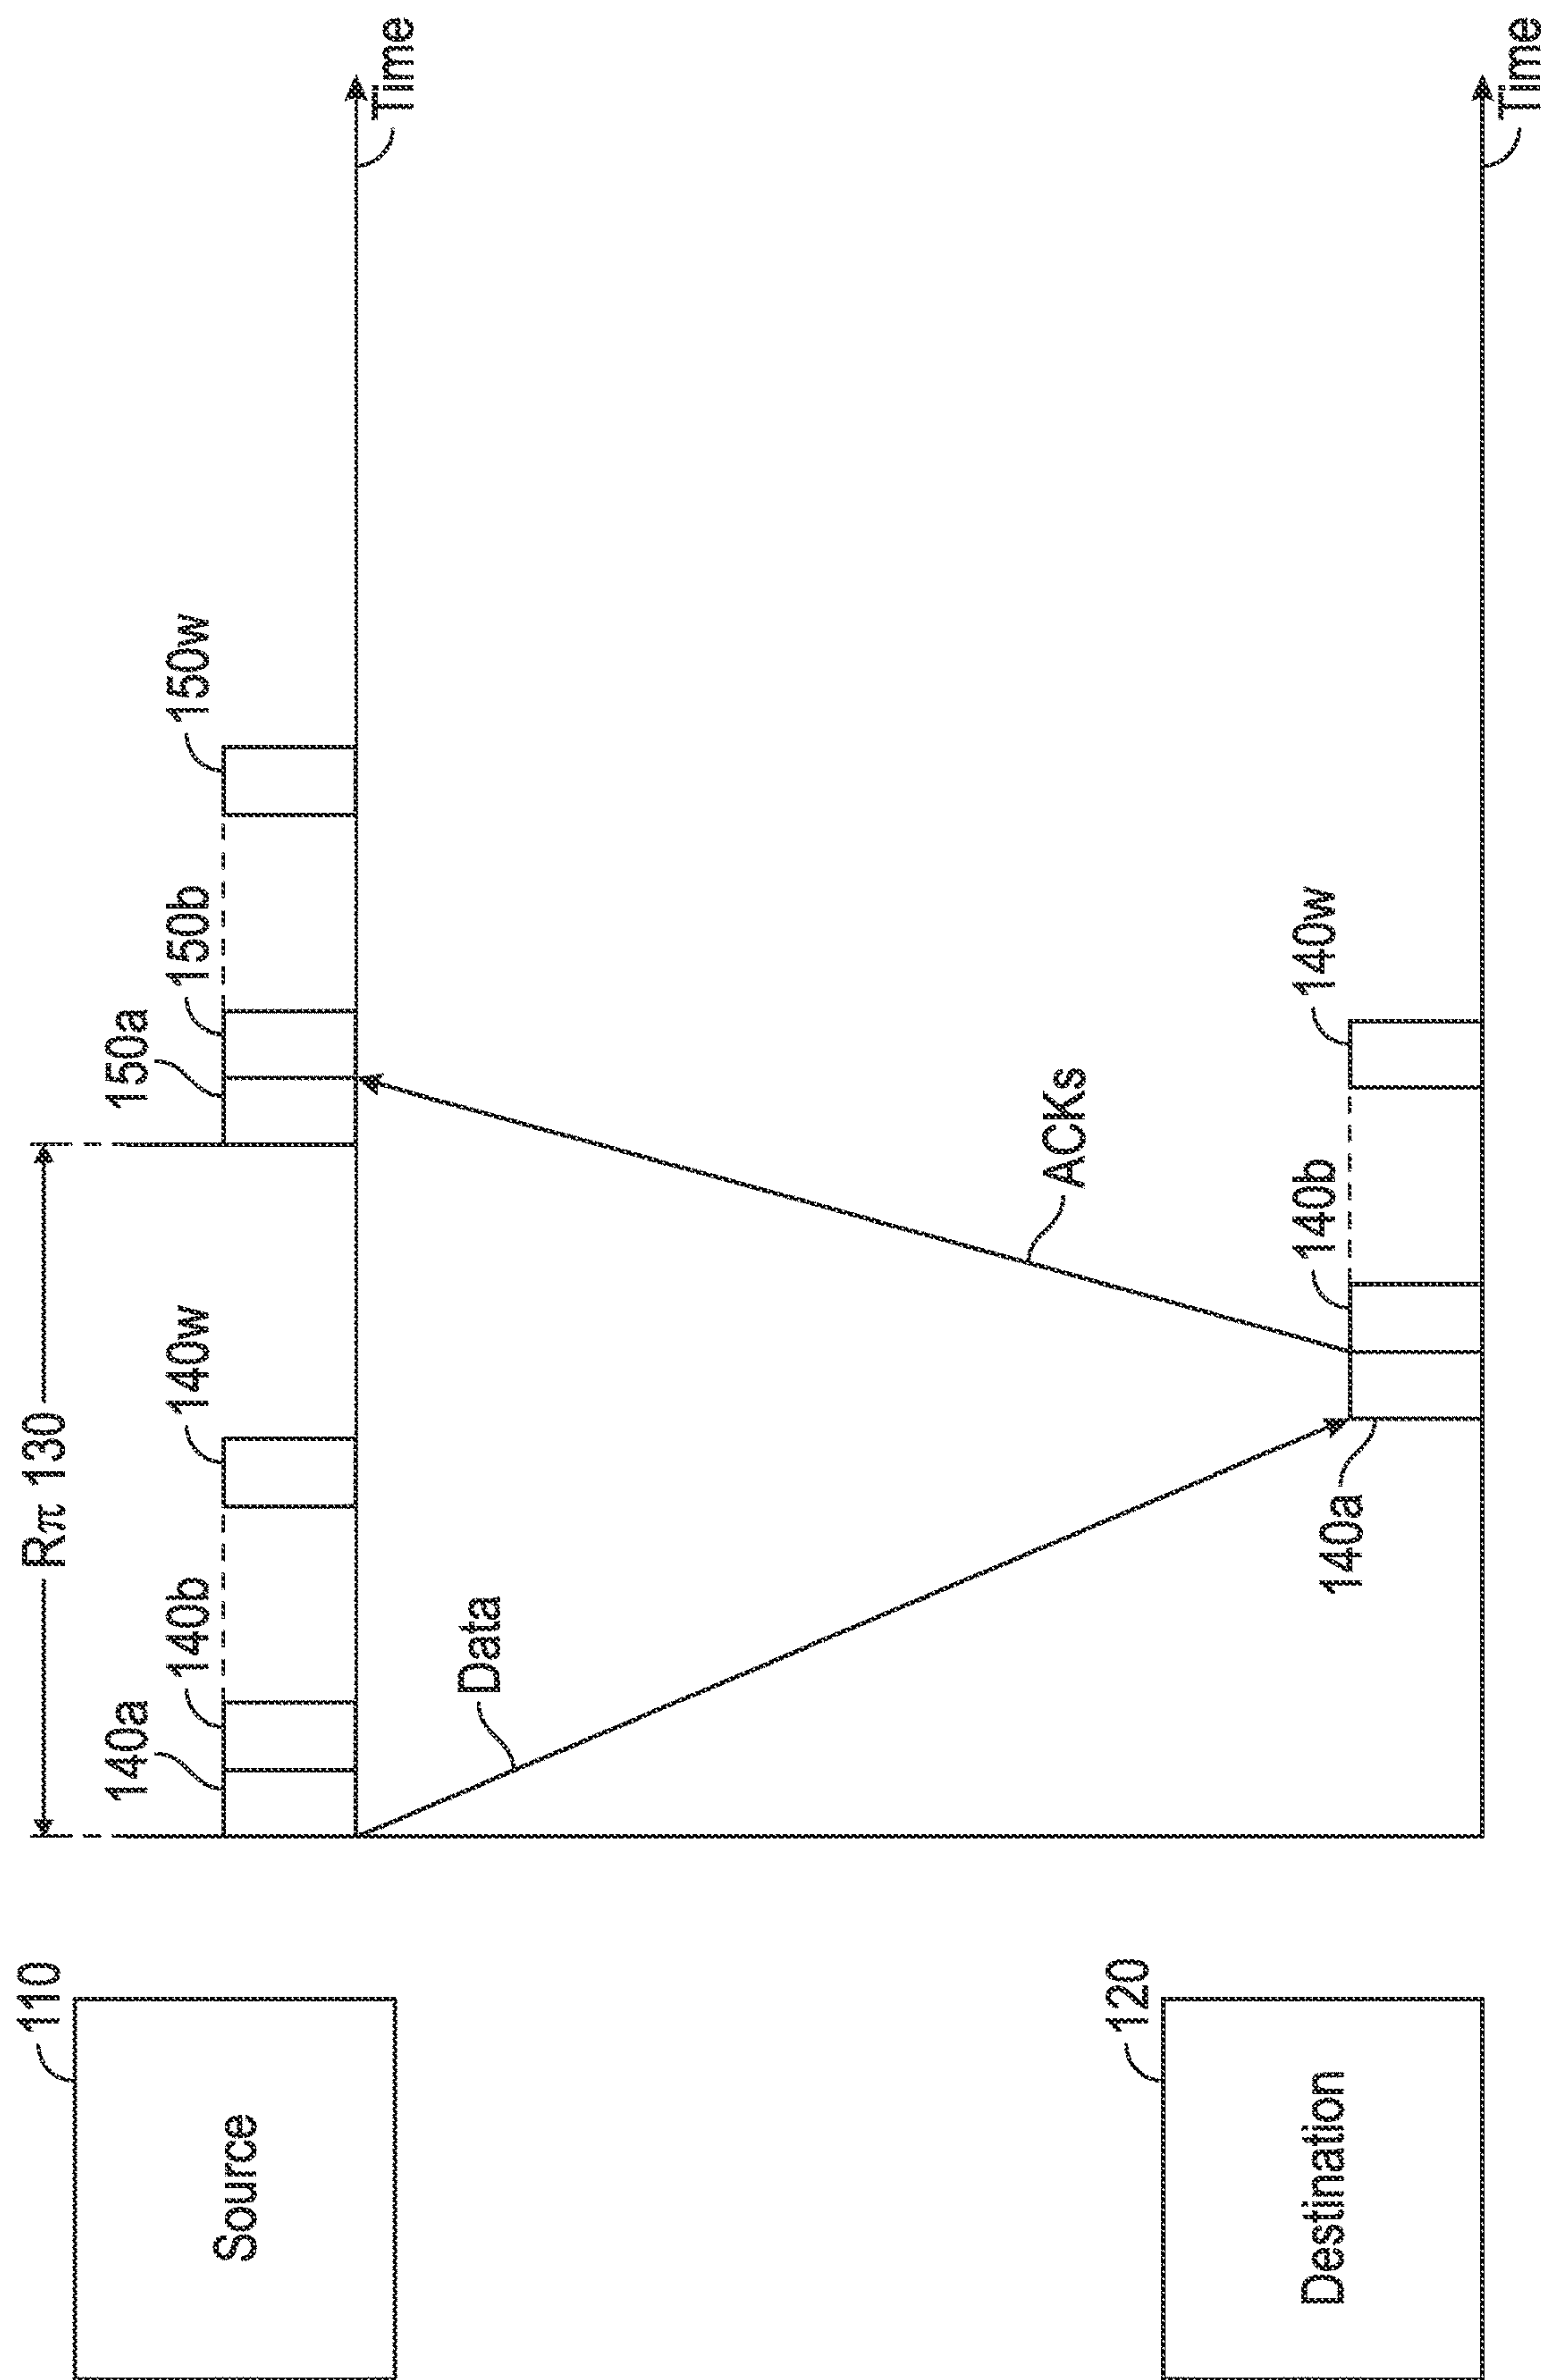 Rπ 130
140a
140b
140w
150a
150b
150w
Time
110
Source
Data
ACKs
120
Destination
140a
140b
140w
Time